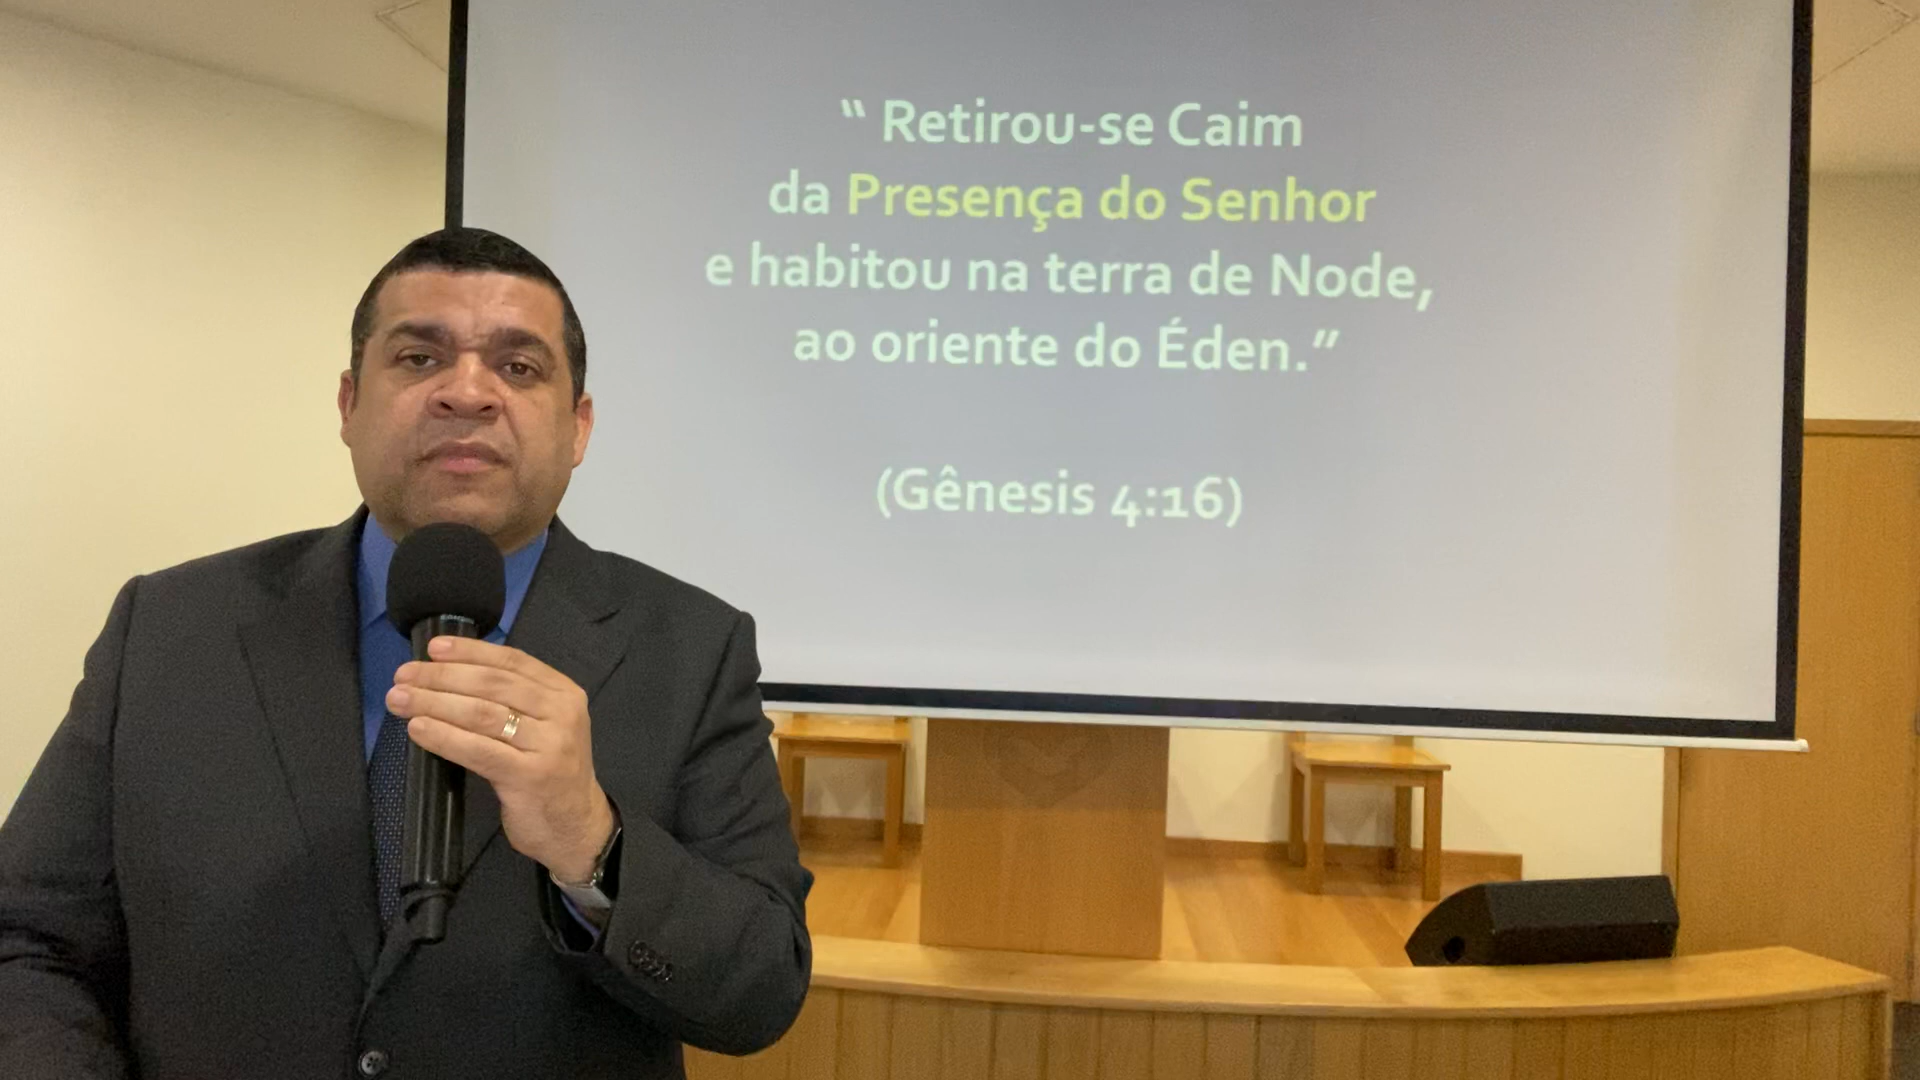 “ Retirou-se Caim
da Presença do Senhor
e habitou na terra de Node,
ao oriente do Éden.”
(Gênesis 4:16)